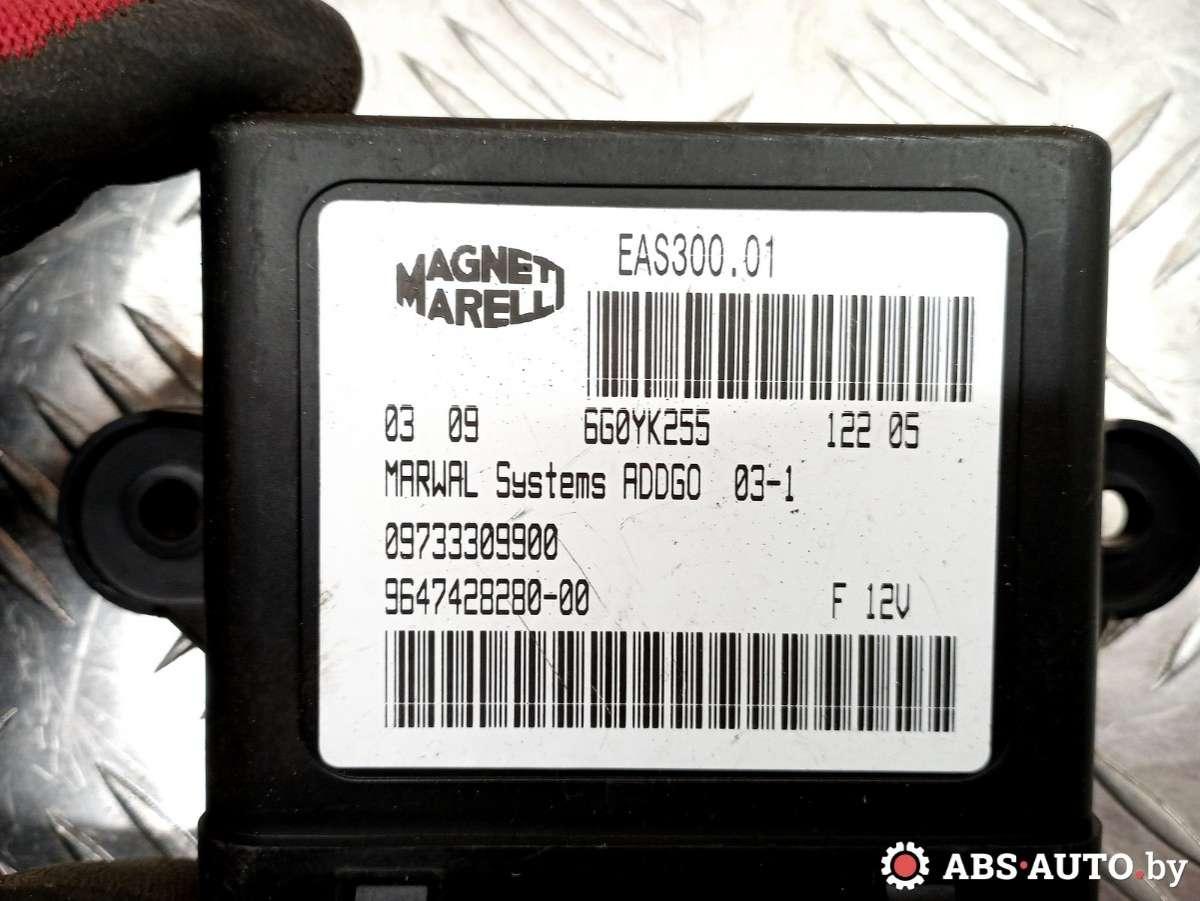 MAGNETI
MARELLI
EAS300.01
03 09 6G0YK255 122 05
MARWAL Systems ADDGO 03-1
09733309900
9647428280-00 F 12V
ABS·AUTO.by